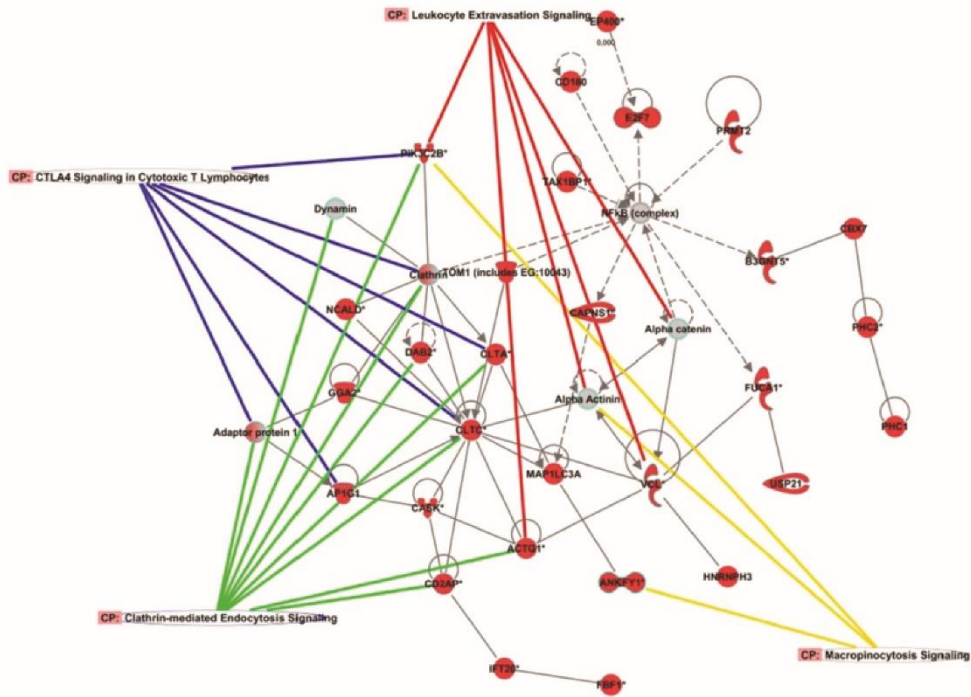 CP: Leukocyte Extravasation Signaling
EP400*
0.000
CD160
E2F7
PRMT2
PIK3C2B*
CP: CTLA4 Signaling in Cytotoxic T Lymphocytes
TAX1BP1*
Dynamin
NFkB (complex)
CBX7
B3GNT5*
Clathrin
TOM1 (includes EG:10043)
NCALD*
CAPNS1*
Alpha catenin
PHC2*
DAB2*
CLTA*
GGA2*
Alpha Actinin
FUCA1*
Adaptor protein 1
CLTC*
PHC1
MAP1LC3A
VCL*
USP21
AP1G1
CASK*
ACTG1*
CD2AP*
ANKFY1*
HNRNPH3
CP: Clathrin-mediated Endocytosis Signaling
CP: Macropinocytosis Signaling
IFT20*
FBF1*